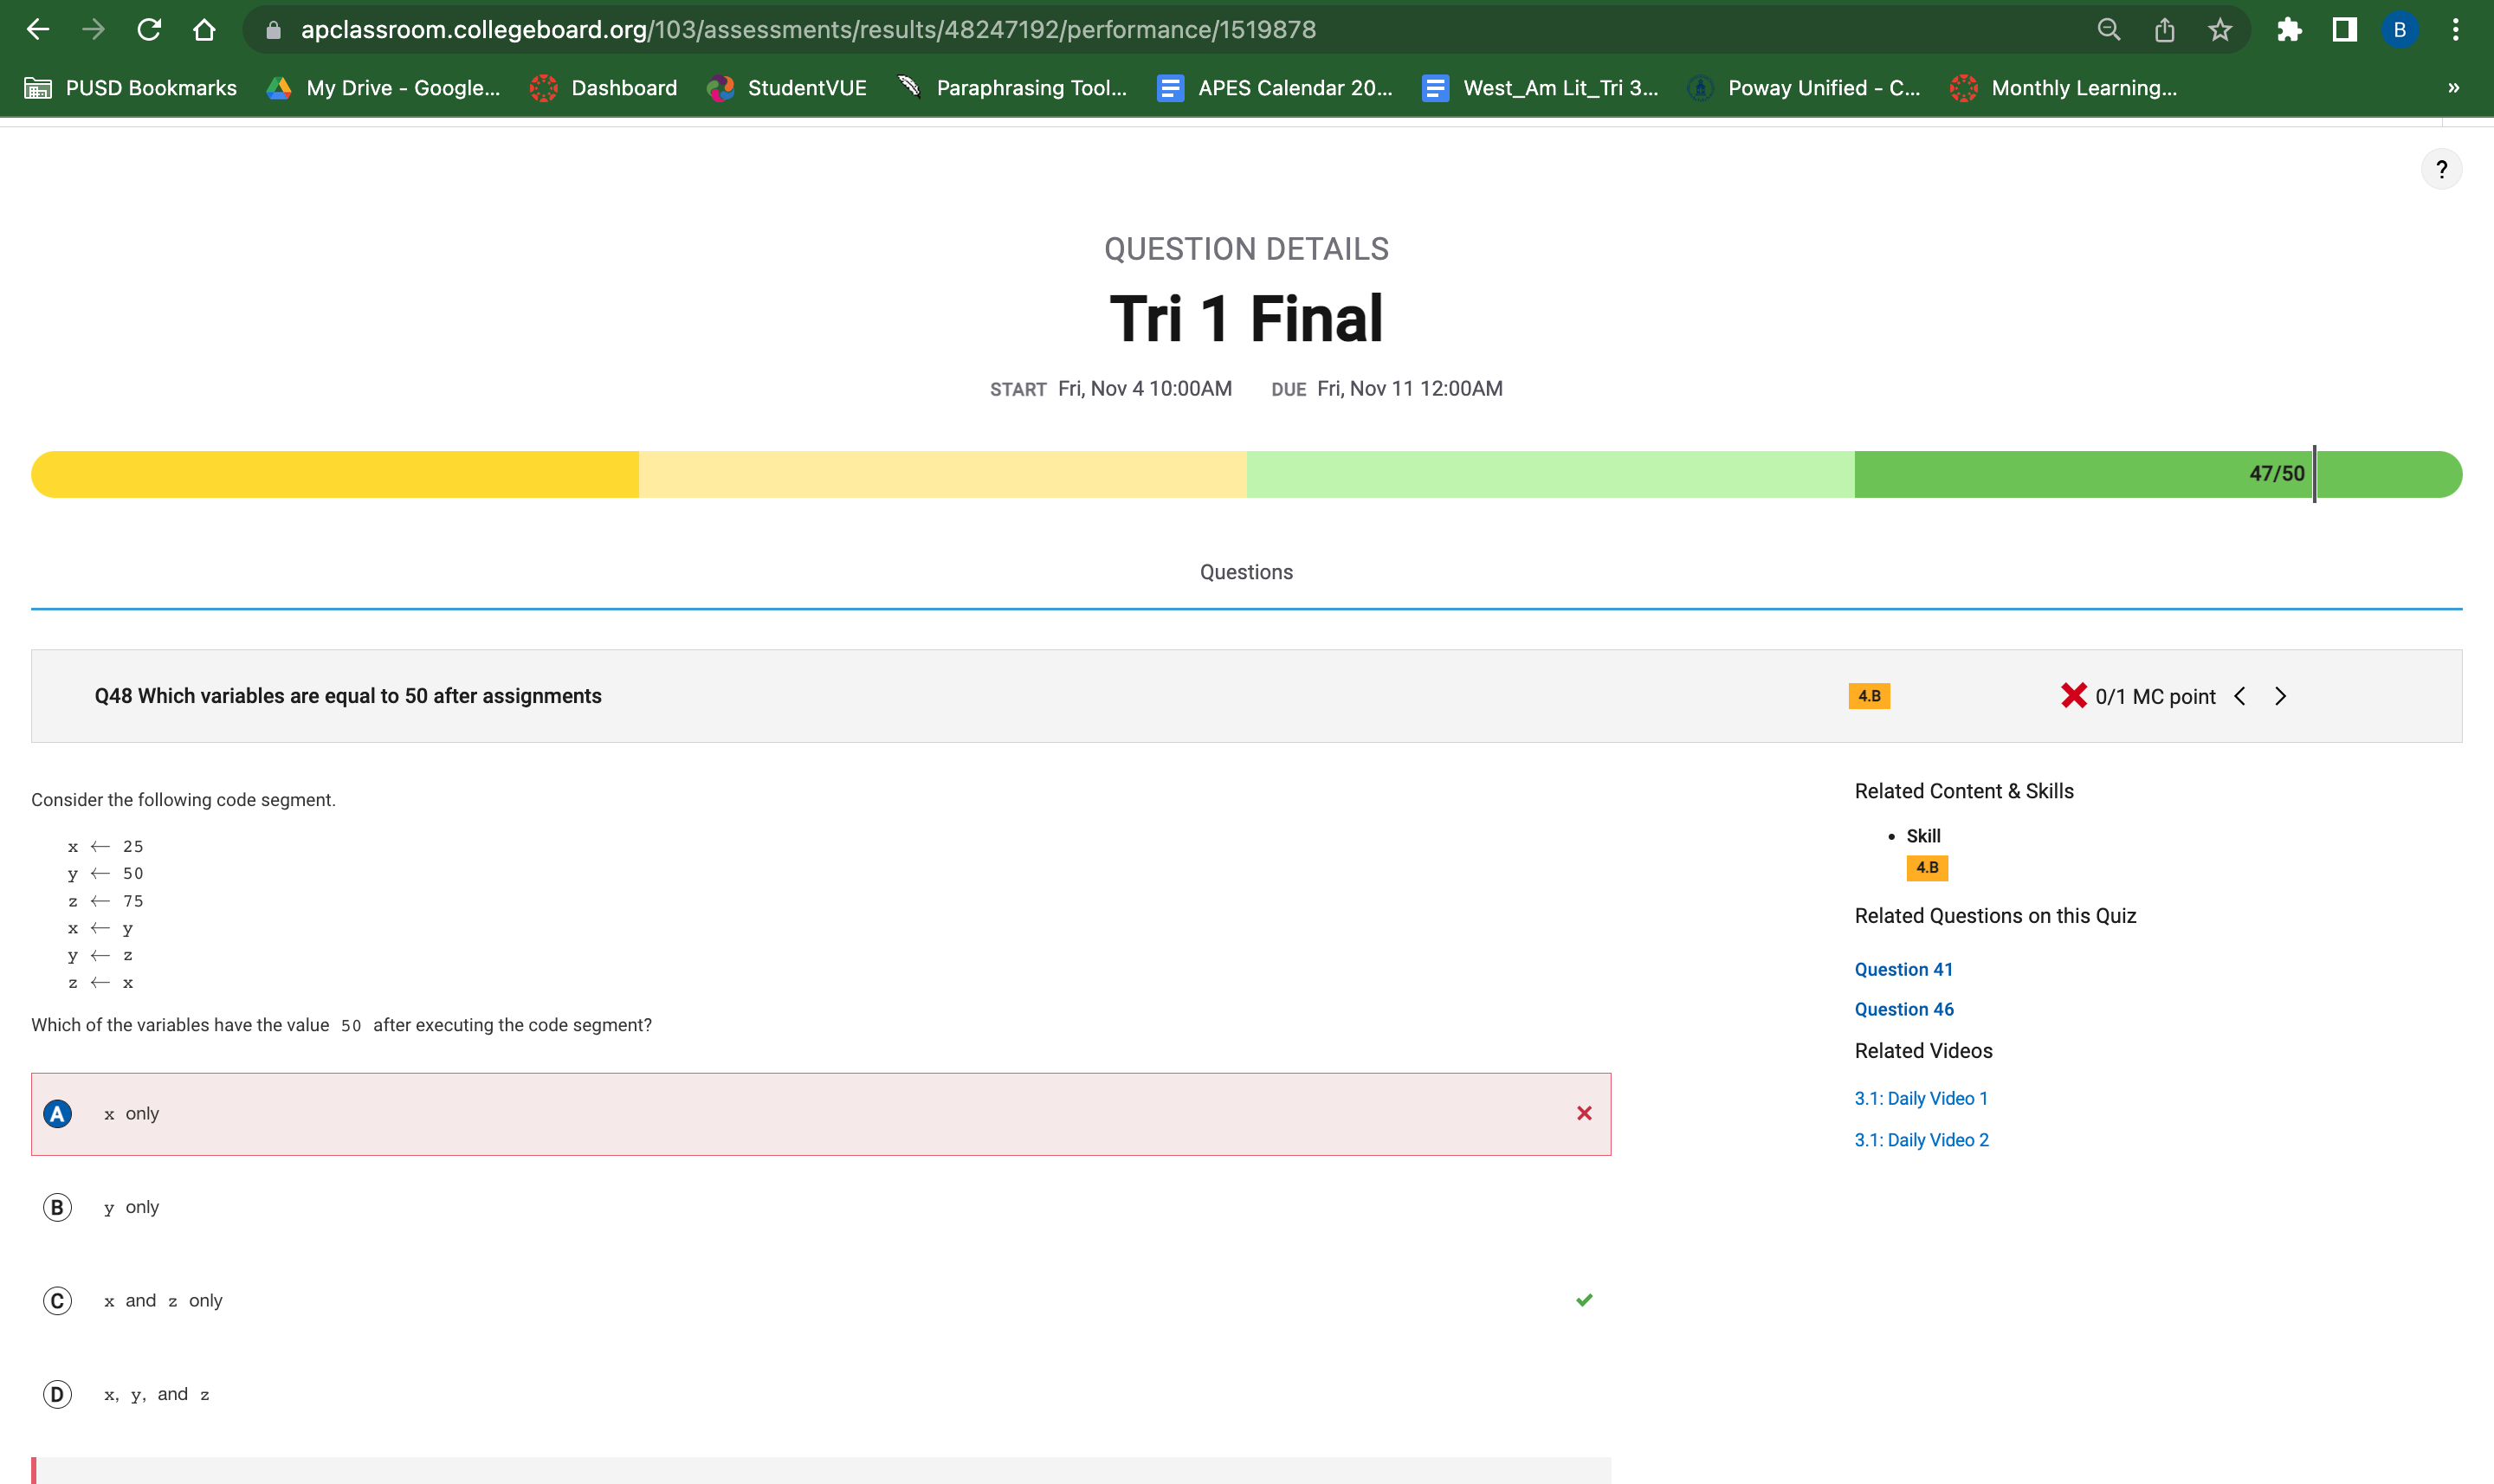 apclassroom.collegeboard.org/103/assessments/results/48247192/performance/1519878
B
PUSD Bookmarks My Drive - Google... Dashboard StudentVUE Paraphrasing Tool... APES Calendar 20... West_Am Lit_Tri 3... Poway Unified - C... Monthly Learning... »
?
QUESTION DETAILS
Tri 1 Final
START Fri, Nov 4 10:00AM DUE Fri, Nov 11 12:00AM
47/50
Questions
Q48 Which variables are equal to 50 after assignments 4.B 0/1 MC point
Consider the following code segment.
x ← 25
y ← 50
z ← 75
x ← y
y ← z
z ← x
Which of the variables have the value 50 after executing the code segment?
A x only
B y only
C x and z only
D x, y, and z
Related Content & Skills
• Skill
4.B
Related Questions on this Quiz
Question 41
Question 46
Related Videos
3.1: Daily Video 1
3.1: Daily Video 2